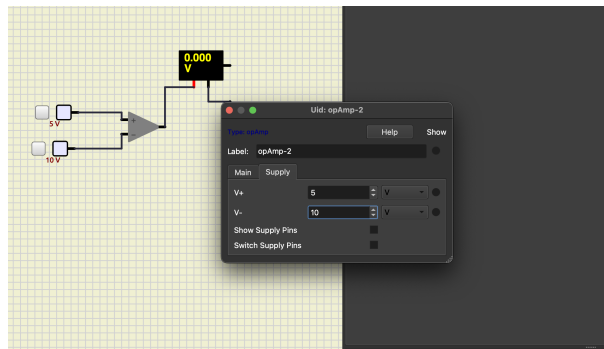 0.000
V
5 V
10 V
+
−
Uid: opAmp-2
Type: opAmp
Help
Show
Label:
opAmp-2
Main
Supply
V+
5
V
V-
10
V
Show Supply Pins
Switch Supply Pins